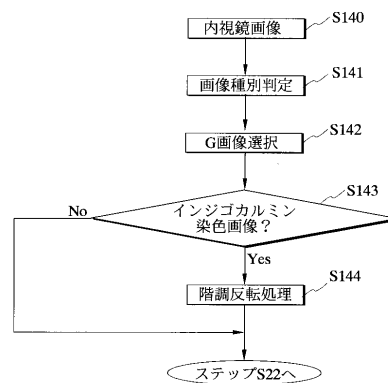 内視鏡画像
S140
画像種別判定
S141
G画像選択
S142
インジゴカルミン
染色画像？
S143
No
Yes
階調反転処理
S144
ステップS22へ